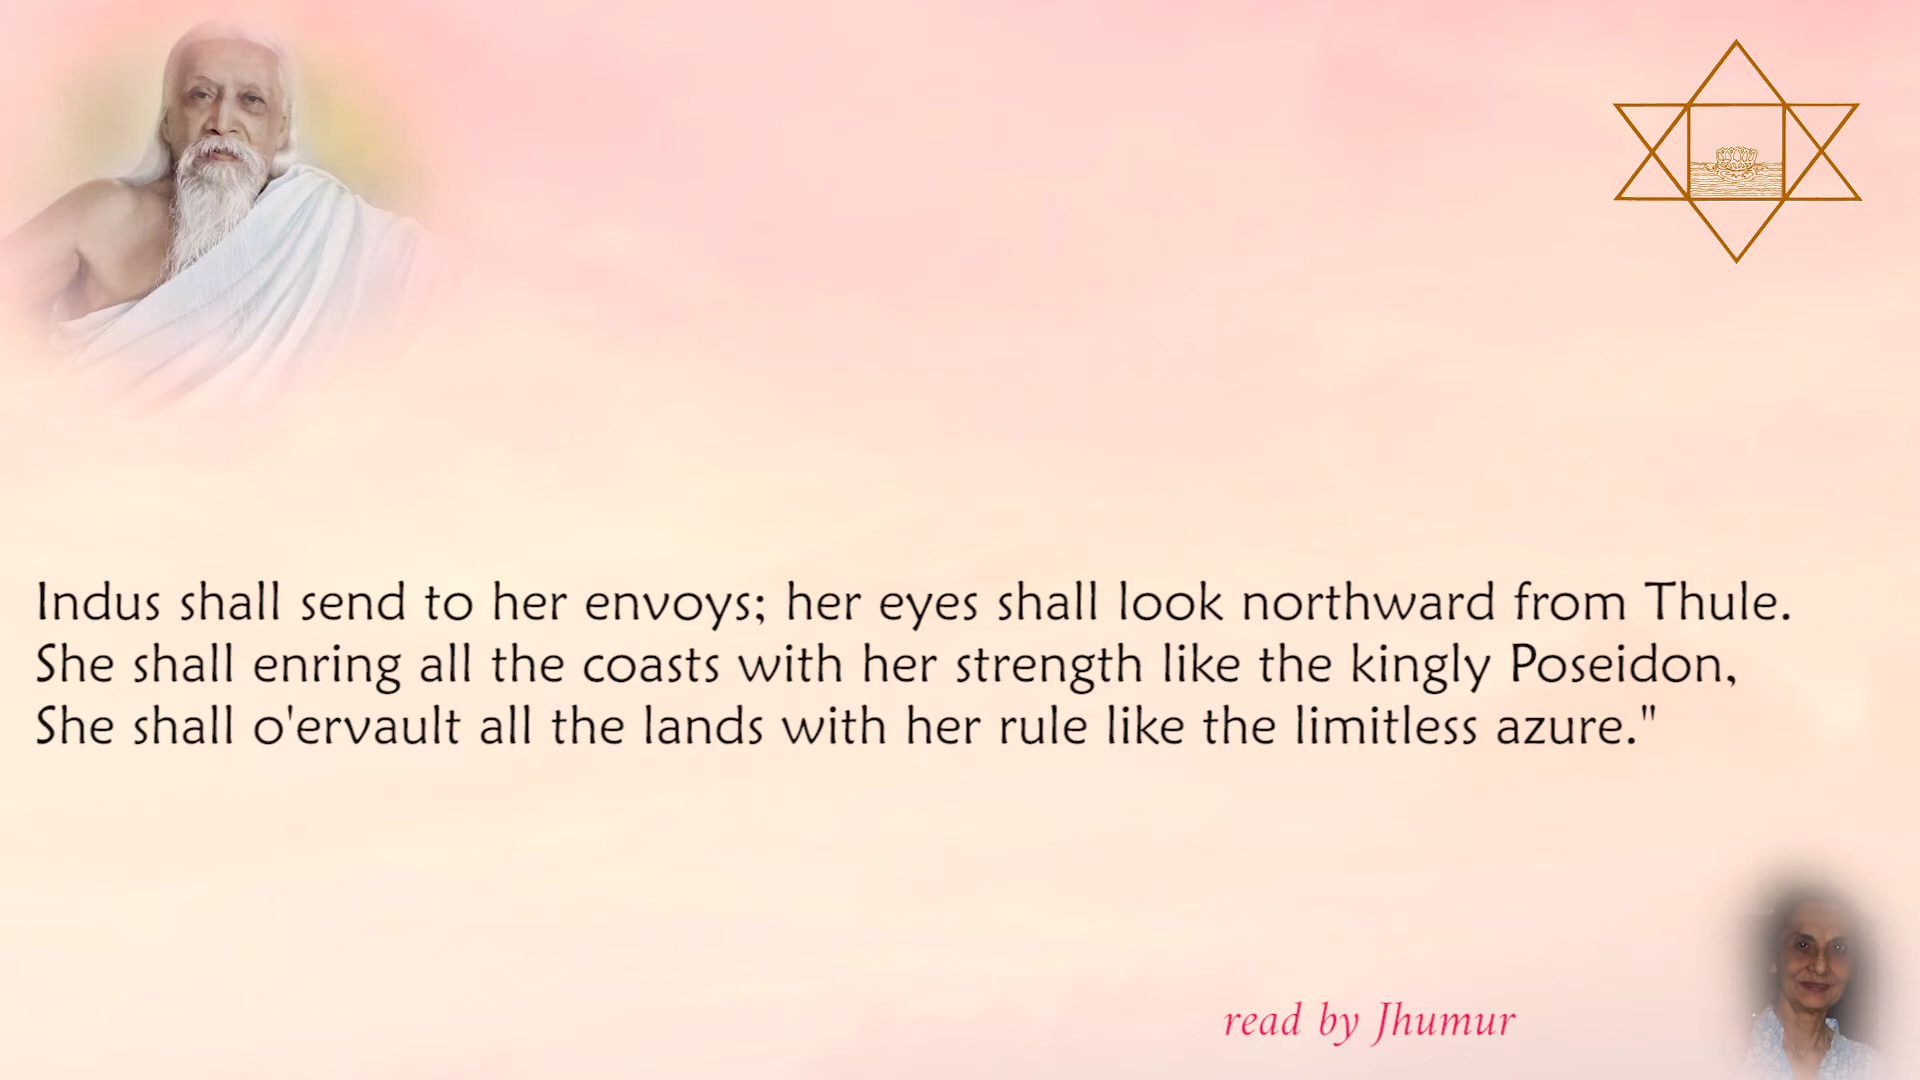 Indus shall send to her envoys; her eyes shall look northward from Thule.
She shall enring all the coasts with her strength like the kingly Poseidon,
She shall o'ervault all the lands with her rule like the limitless azure."
read by Jhumur